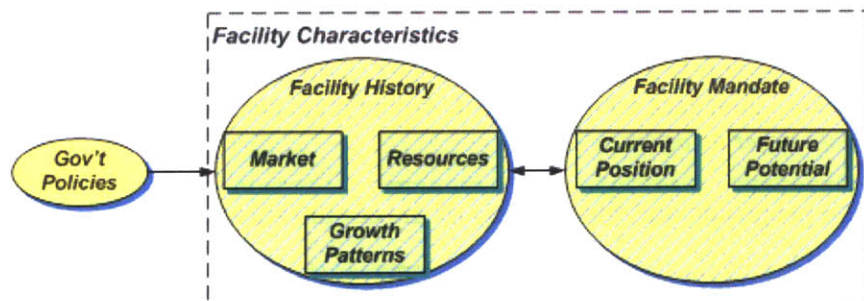 Facility Characteristics
Facility History
Facility Mandate
Gov't
Policies
Market
Resources
Current
Position
Future
Potential
Growth
Patterns